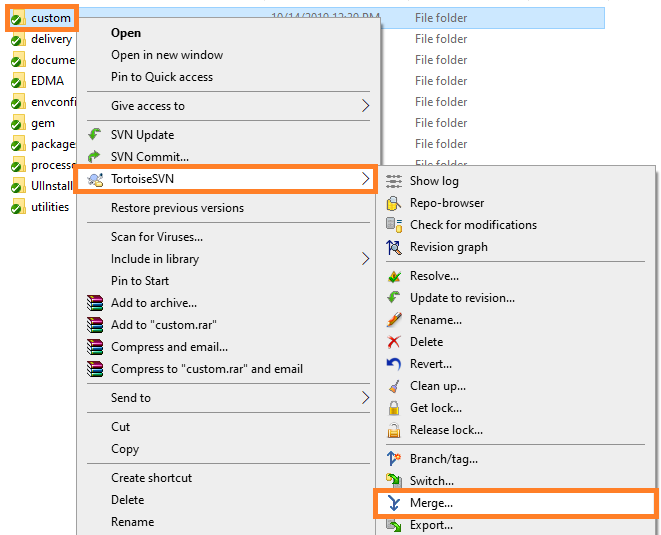 custom 10/14/2019 12:39 PM File folder
delivery File folder
docume File folder
EDMA File folder
envconfi File folder
gem File folder
package File folder
process File folder
UIInstal
utilities
Open
Open in new window
Pin to Quick access
Give access to
SVN Update
SVN Commit...
TortoiseSVN
Restore previous versions
Scan for Viruses...
Include in library
Pin to Start
Add to archive...
Add to "custom.rar"
Compress and email...
Compress to "custom.rar" and email
Send to
Cut
Copy
Create shortcut
Delete
Rename
Show log
Repo-browser
Check for modifications
Revision graph
Resolve...
Update to revision...
Rename...
Delete
Revert...
Clean up...
Get lock...
Release lock...
Branch/tag...
Switch...
Merge...
Export...